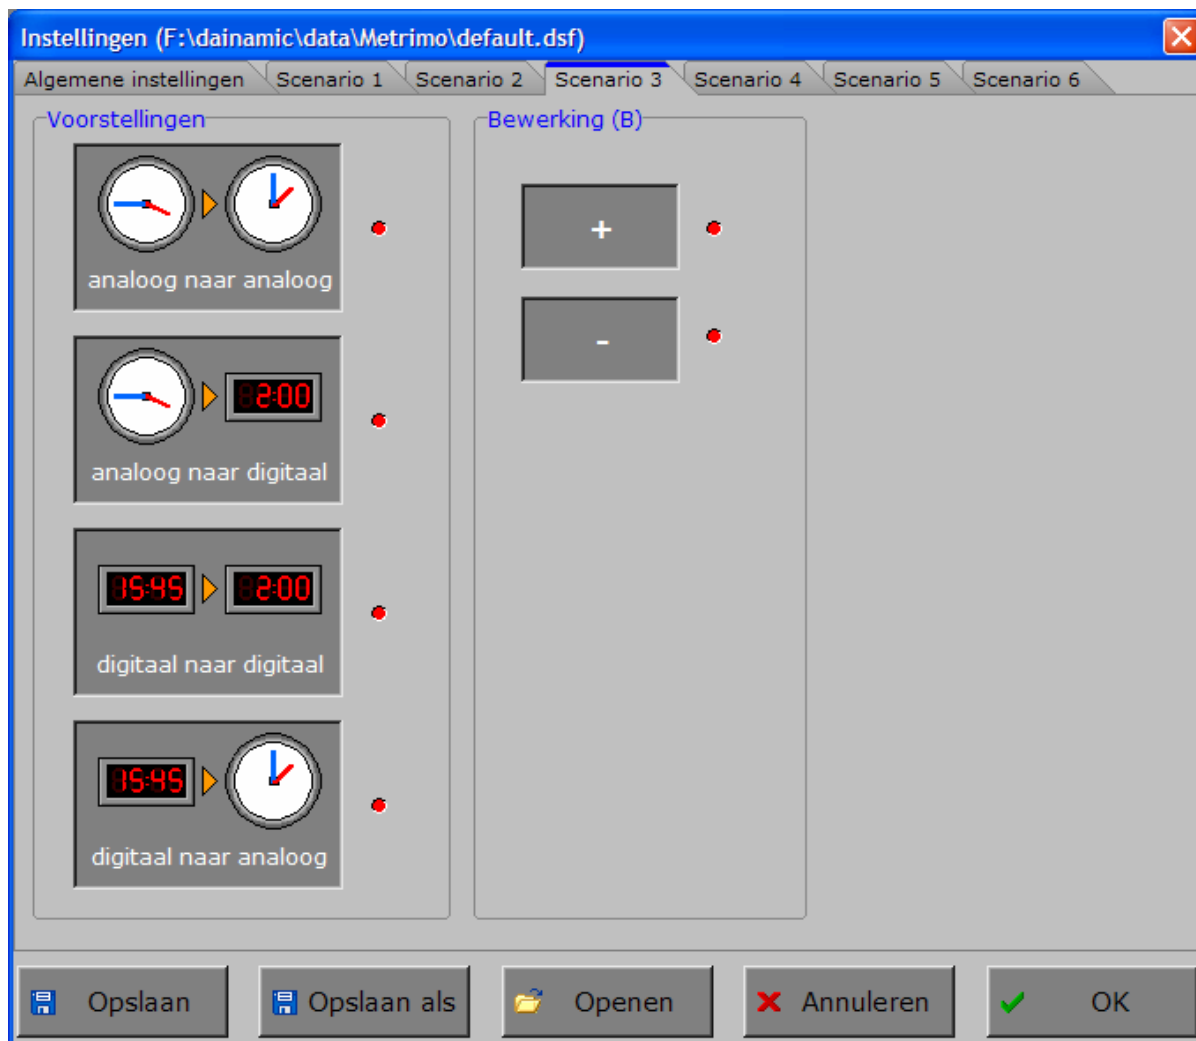 Instellingen (F:\dainamic\data\Metrimo\default.dsf)
Algemene instellingen Scenario 1 Scenario 2 Scenario 3 Scenario 4 Scenario 5 Scenario 6
Voorstellingen
analoog naar analoog
2:00
analoog naar digitaal
15:45 2:00
digitaal naar digitaal
15:45
digitaal naar analoog
Bewerking (B)
+
-
Opslaan Opslaan als Openen Annuleren OK